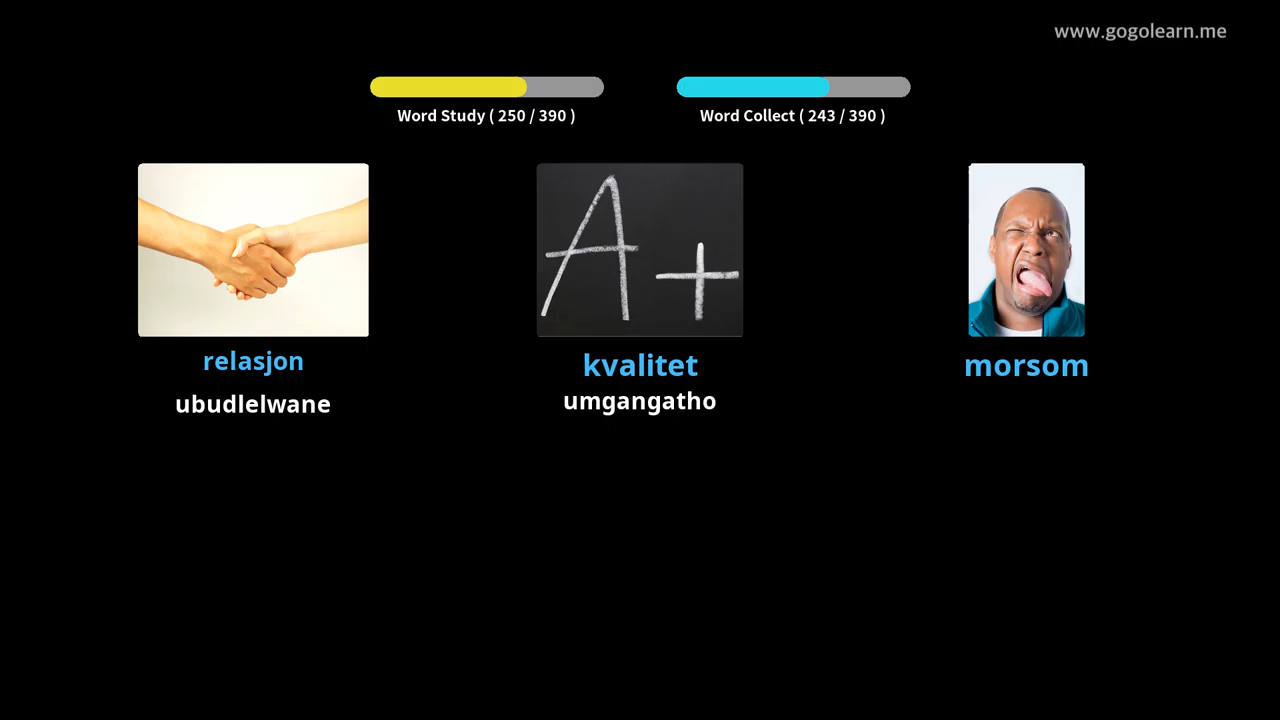 www.gogolearn.me
Word Study ( 250 / 390 )
Word Collect ( 243 / 390 )
A+
relasjon
kvalitet
morsom
ubudlelwane
umgangatho